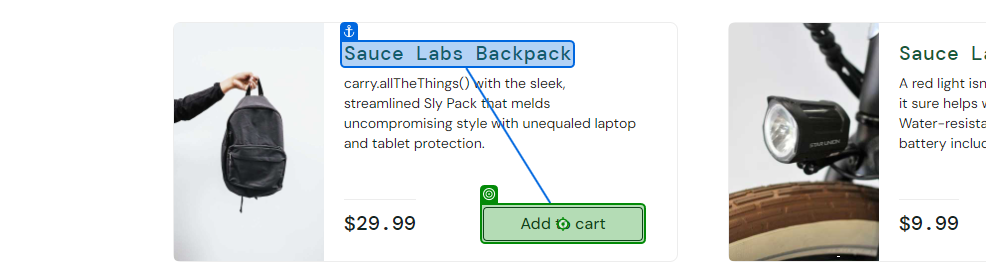 Sauce Labs Backpack
carry.allTheThings() with the sleek,
streamlined Sly Pack that melds
uncompromising style with unequaled laptop
and tablet protection.
$29.99
Add to cart
Sauce La
A red light isn
it sure helps w
Water-resista
battery includ
$9.99